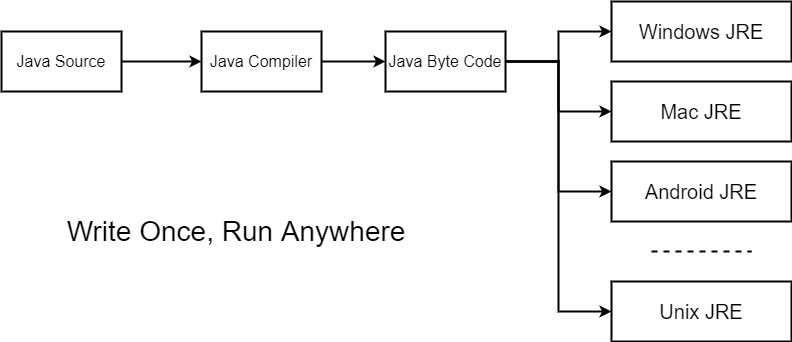 Java Source
Java Compiler
Java Byte Code
Windows JRE
Mac JRE
Android JRE
Unix JRE
Write Once, Run Anywhere